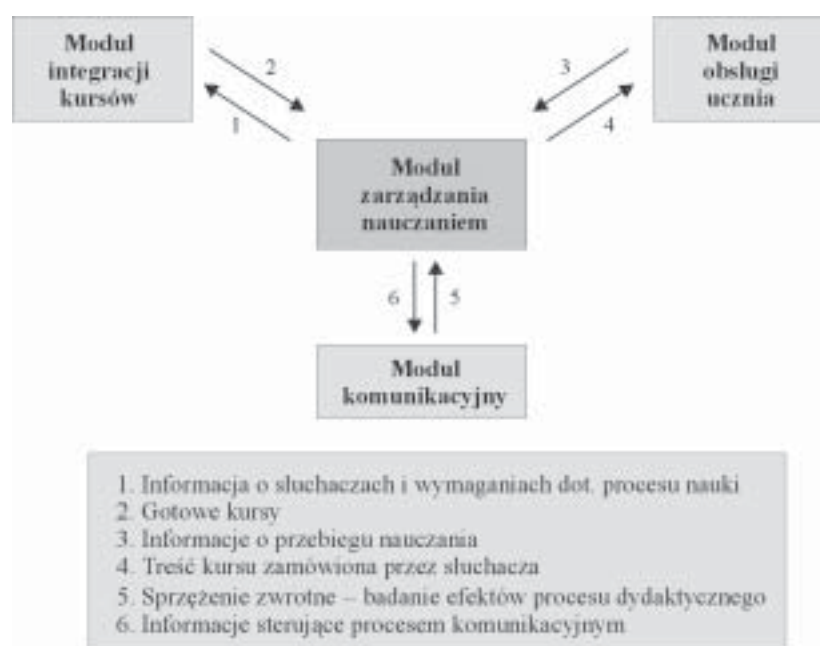 Moduł
integracji
kursów
Moduł
obsługi
ucznia
2
1
3
4
Moduł
zarządzania
nauczaniem
6
5
Moduł
komunikacyjny
1. Informacja o słuchaczach i wymaganiach dot. procesu nauki
2. Gotowe kursy
3. Informacje o przebiegu nauczania
4. Treść kursu zamówiona przez słuchacza
5. Sprzężenie zwrotne – badanie efektów procesu dydaktycznego
6. Informacje sterujące procesem komunikacyjnym